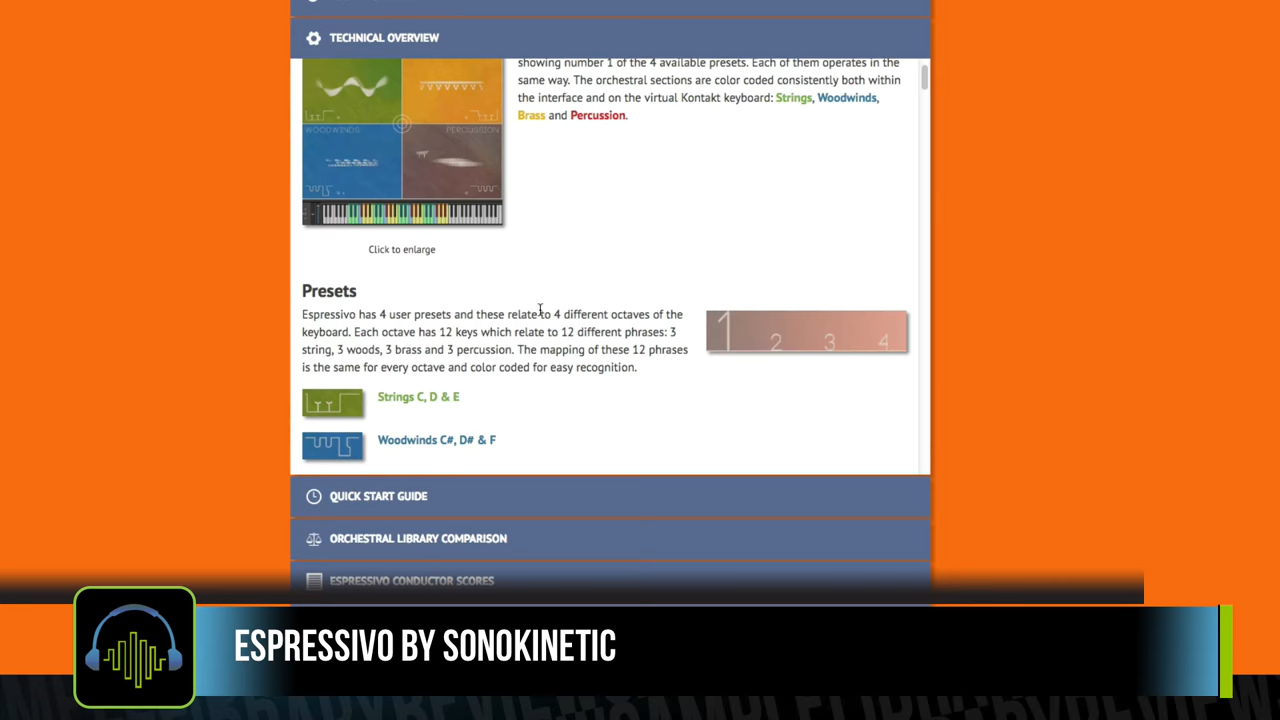 TECHNICAL OVERVIEW
showing number 1 of the 4 available presets. Each of them operates in the
same way. The orchestral sections are color coded consistently both within
the interface and on the virtual Kontakt keyboard: Strings, Woodwinds,
Brass and Percussion.
WOODWINDS
PERCUSSION
Click to enlarge
Presets
Espressivo has 4 user presets and these relate to 4 different octaves of the
keyboard. Each octave has 12 keys which relate to 12 different phrases: 3
string, 3 woods, 3 brass and 3 percussion. The mapping of these 12 phrases
is the same for every octave and color coded for easy recognition.
1 2 3 4
Strings C, D & E
Woodwinds C#, D# & F
QUICK START GUIDE
ORCHESTRAL LIBRARY COMPARISON
ESPRESSIVO CONDUCTOR SCORES
ESPRESSIVO BY SONOKINETIC